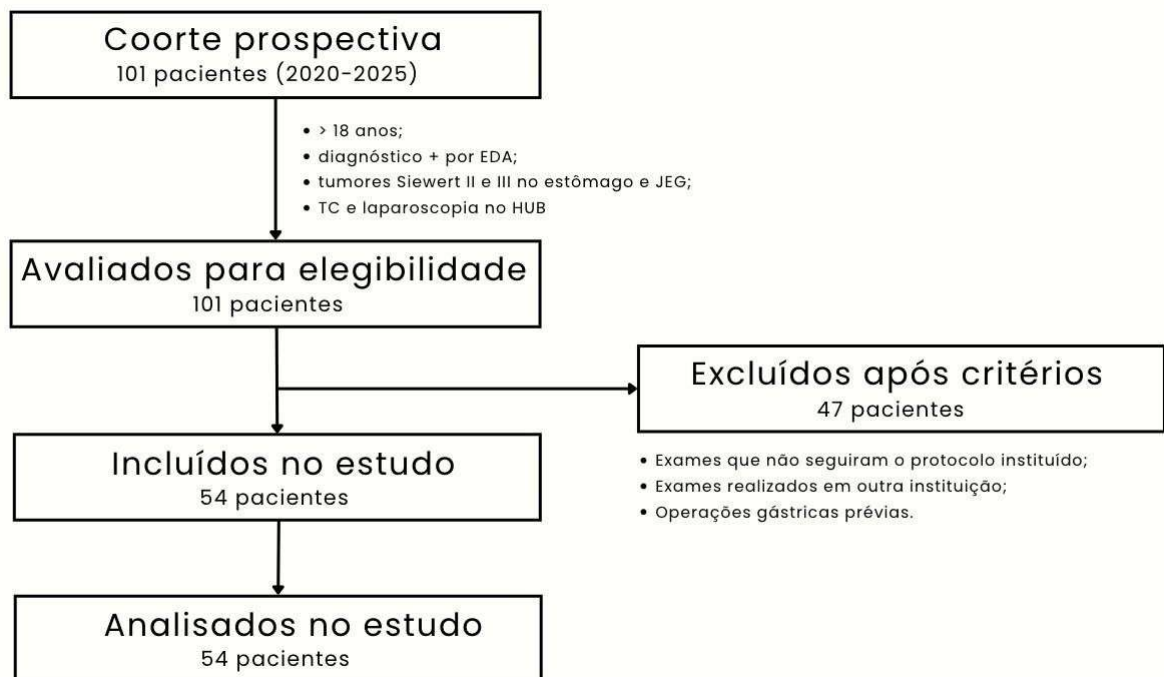 Coorte prospectiva
101 pacientes (2020-2025)
• > 18 anos;
• diagnóstico + por EDA;
• tumores Siewert II e III no estômago e JEG;
• TC e laparoscopia no HUB
Avaliados para elegibilidade
101 pacientes
Excluídos após critérios
47 pacientes
• Exames que não seguiram o protocolo instituído;
• Exames realizados em outra instituição;
• Operações gástricas prévias.
Incluídos no estudo
54 pacientes
Analisados no estudo
54 pacientes